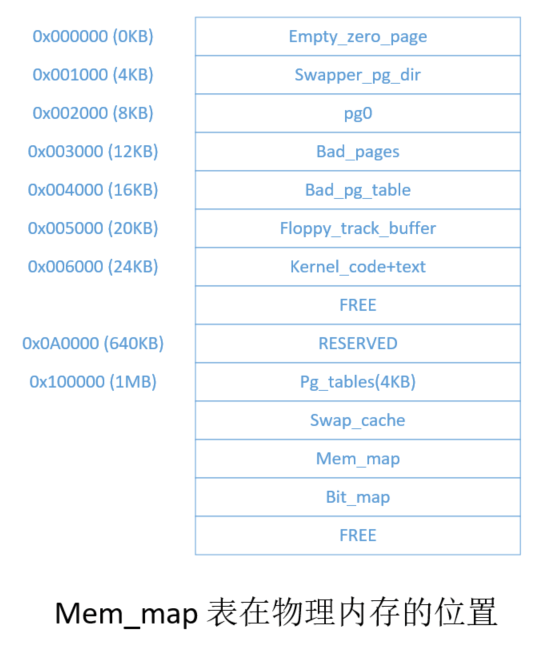 0x000000 (0KB) Empty_zero_page
0x001000 (4KB) Swapper_pg_dir
0x002000 (8KB) pg0
0x003000 (12KB) Bad_pages
0x004000 (16KB) Bad_pg_table
0x005000 (20KB) Floppy_track_buffer
0x006000 (24KB) Kernel_code+text
FREE
0x0A0000 (640KB) RESERVED
0x100000 (1MB) Pg_tables(4KB)
Swap_cache
Mem_map
Bit_map
FREE
Mem_map 表在物理内存的位置